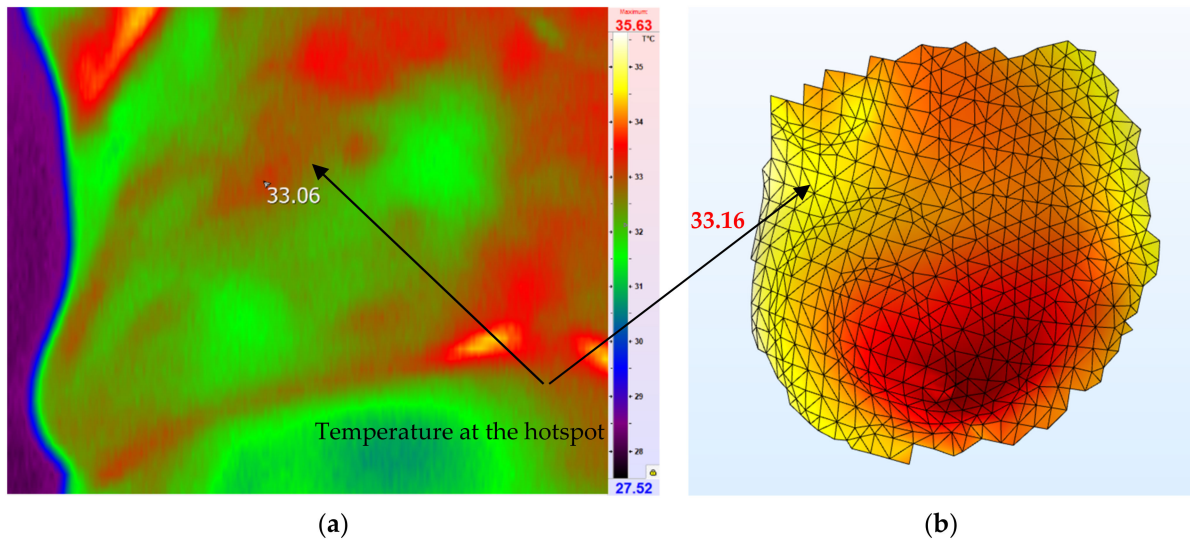 Maximum:
35.63
T°C
35
34
33
32
31
30
29
28
27.52
33.06
33.16
Temperature at the hotspot
(a)
(b)